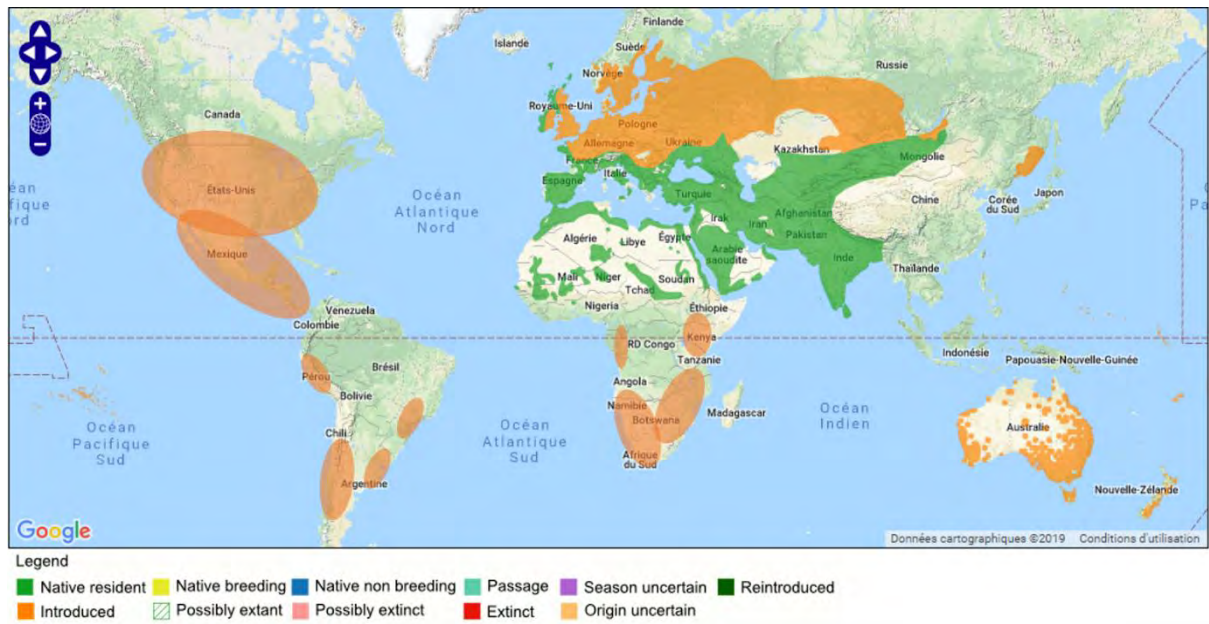 Finlande
Islande
Suède
Norvège
Russie
Royaume-Uni
Canada
Pologne
Allemagne
Ukraine
Kazakhstan
France
Mongolie
Italie
Espagne
États-Unis
Océan
Atlantique
Nord
Turquie
Chine
Japon
Corée
du Sud
Irak
Iran
Afghanistan
Pakistan
Algérie
Libye
Égypte
Arabie
saoudite
Inde
Mexique
Mali
Niger
Tchad
Soudan
Thaïlande
Nigeria
Éthiopie
Venezuela
Colombie
RD Congo
Kenya
Tanzanie
Indonésie
Papouasie-Nouvelle-Guinée
Pérou
Brésil
Bolivie
Angola
Namibie
Botswana
Madagascar
Océan
Indien
Océan
Pacifique
Sud
Chili
Océan
Atlantique
Sud
Afrique
du Sud
Australie
Argentine
Nouvelle-Zélande
Google
Données cartographiques ©2019 Conditions d'utilisation
Legend
Native resident Native breeding Native non breeding Passage Season uncertain Reintroduced
Introduced Possibly extant Possibly extinct Extinct Origin uncertain